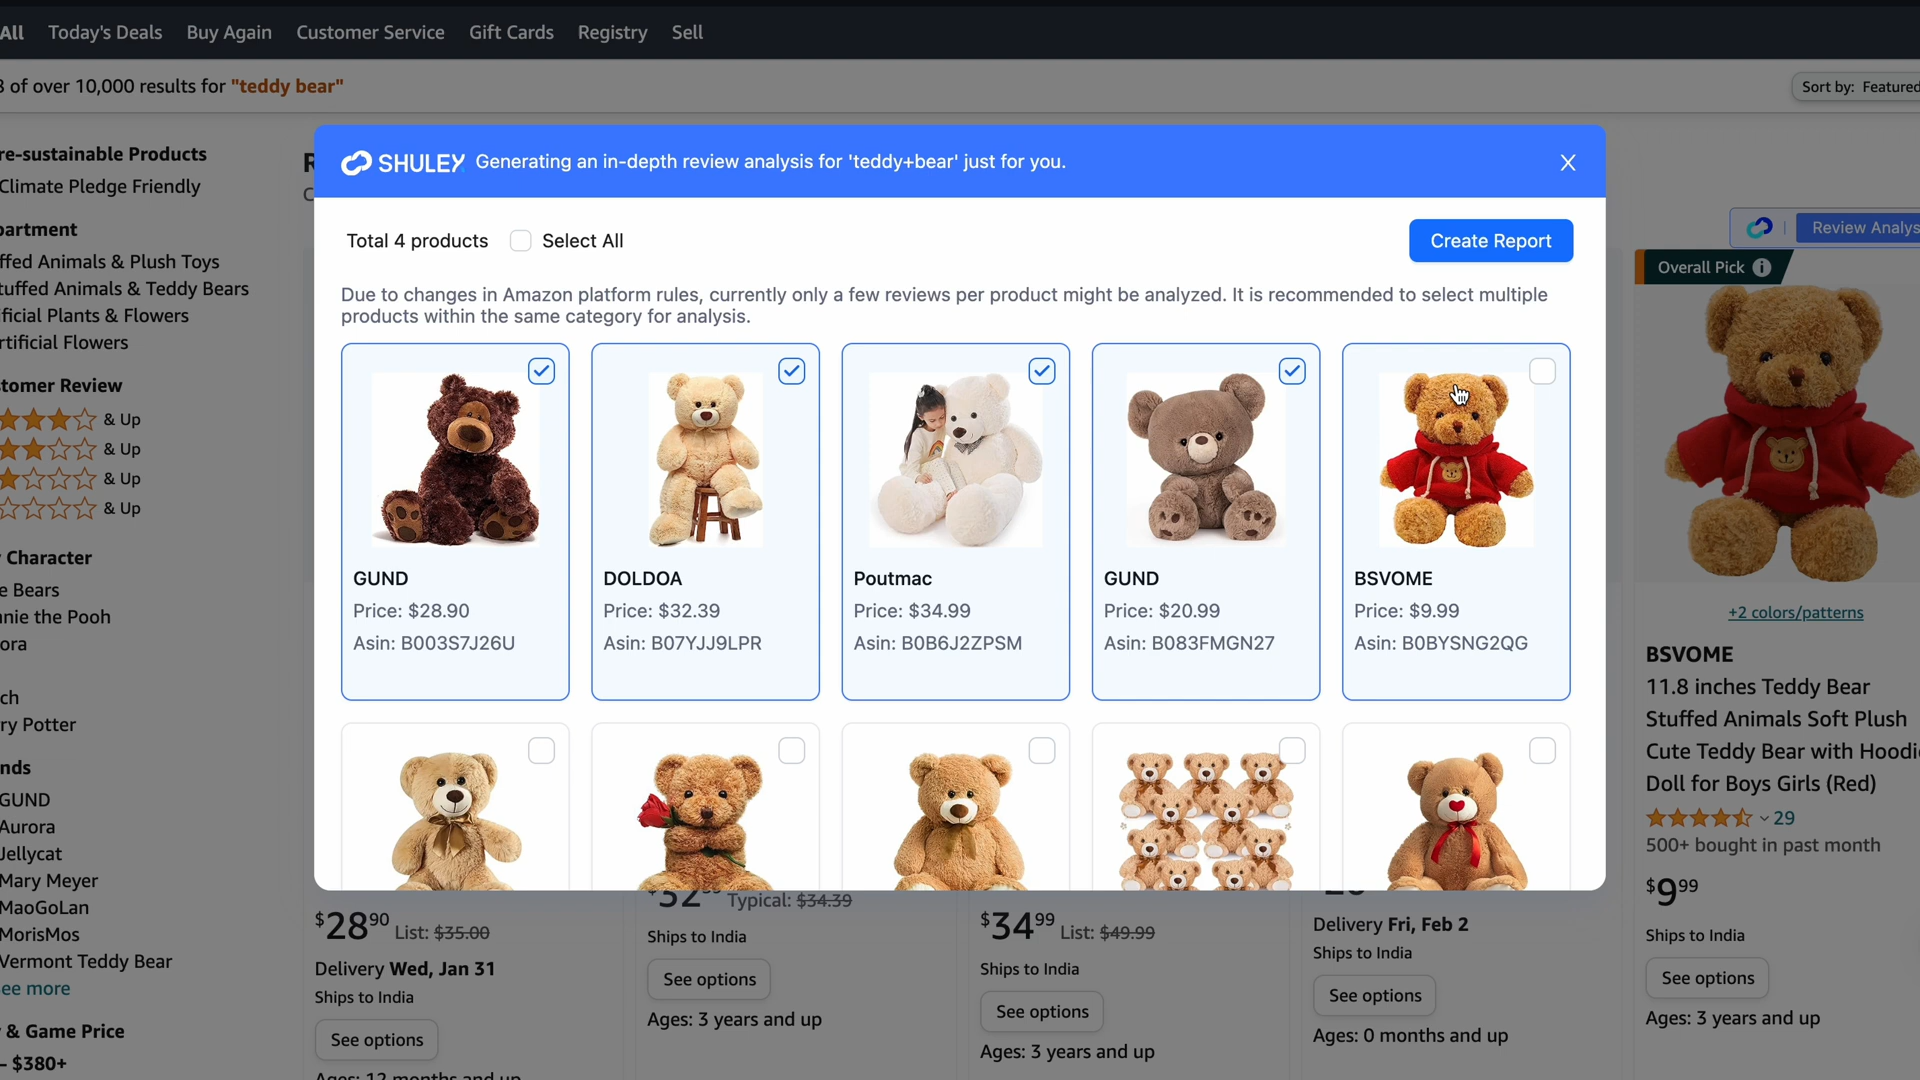 All Today's Deals Buy Again Customer Service Gift Cards Registry Sell
8 of over 10,000 results for "teddy bear"
Sort by: Featured
SHULEX Generating an in-depth review analysis for 'teddy+bear' just for you.
X
Total 4 products Select All
Create Report
Due to changes in Amazon platform rules, currently only a few reviews per product might be analyzed. It is recommended to select multiple
products within the same category for analysis.
GUND
Price: $28.90
Asin: B003S7J26U
DOLDOA
Price: $32.39
Asin: B07YJJ9LPR
Poutmac
Price: $34.99
Asin: B0B6J2ZPSM
GUND
Price: $20.99
Asin: B083FMGN27
BSVOME
Price: $9.99
Asin: B0BYSNG2QG
re-sustainable Products
Climate Pledge Friendly
partment
ffed Animals & Plush Toys
tuffed Animals & Teddy Bears
ificial Plants & Flowers
rtificial Flowers
stomer Review
& Up
& Up
& Up
& Up
Character
e Bears
nnie the Pooh
ora
ch
ry Potter
nds
GUND
Aurora
Jellycat
Mary Meyer
MaoGoLan
MorisMos
Vermont Teddy Bear
ee more
& Game Price
– $380+
$28.90 List: $35.00
Delivery Wed, Jan 31
Ships to India
See options
Ages: 12 months and up
Typical: $34.39
Ships to India
See options
Ages: 3 years and up
$34.99 List: $49.99
Ships to India
See options
Ages: 3 years and up
Delivery Fri, Feb 2
Ships to India
See options
Ages: 0 months and up
Review Analys
Overall Pick
+2 colors/patterns
BSVOME
11.8 inches Teddy Bear
Stuffed Animals Soft Plush
Cute Teddy Bear with Hoodi
Doll for Boys Girls (Red)
29
500+ bought in past month
$9.99
Ships to India
See options
Ages: 3 years and up